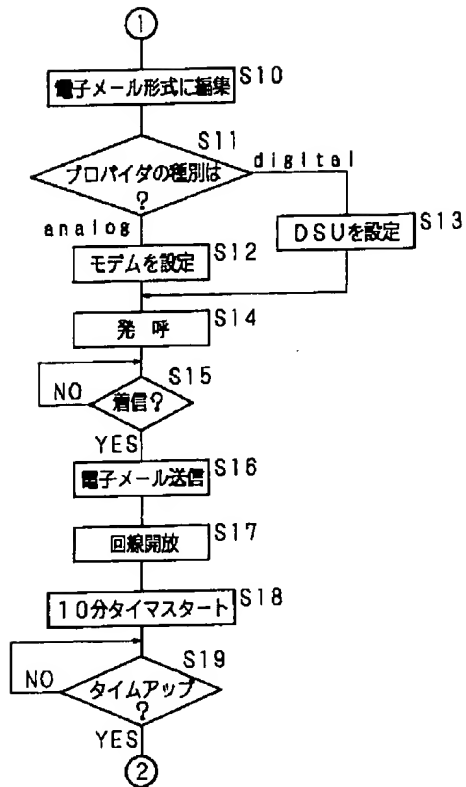 1
電子メール形式に編集
S10
S11
プロバイダの種別は
?
digital
analog
DSUを設定
S13
モデムを設定
S12
発 呼
S14
S15
着信?
NO
YES
電子メール送信
S16
回線開放
S17
10分タイマスタート
S18
S19
タイムアップ
?
NO
YES
2